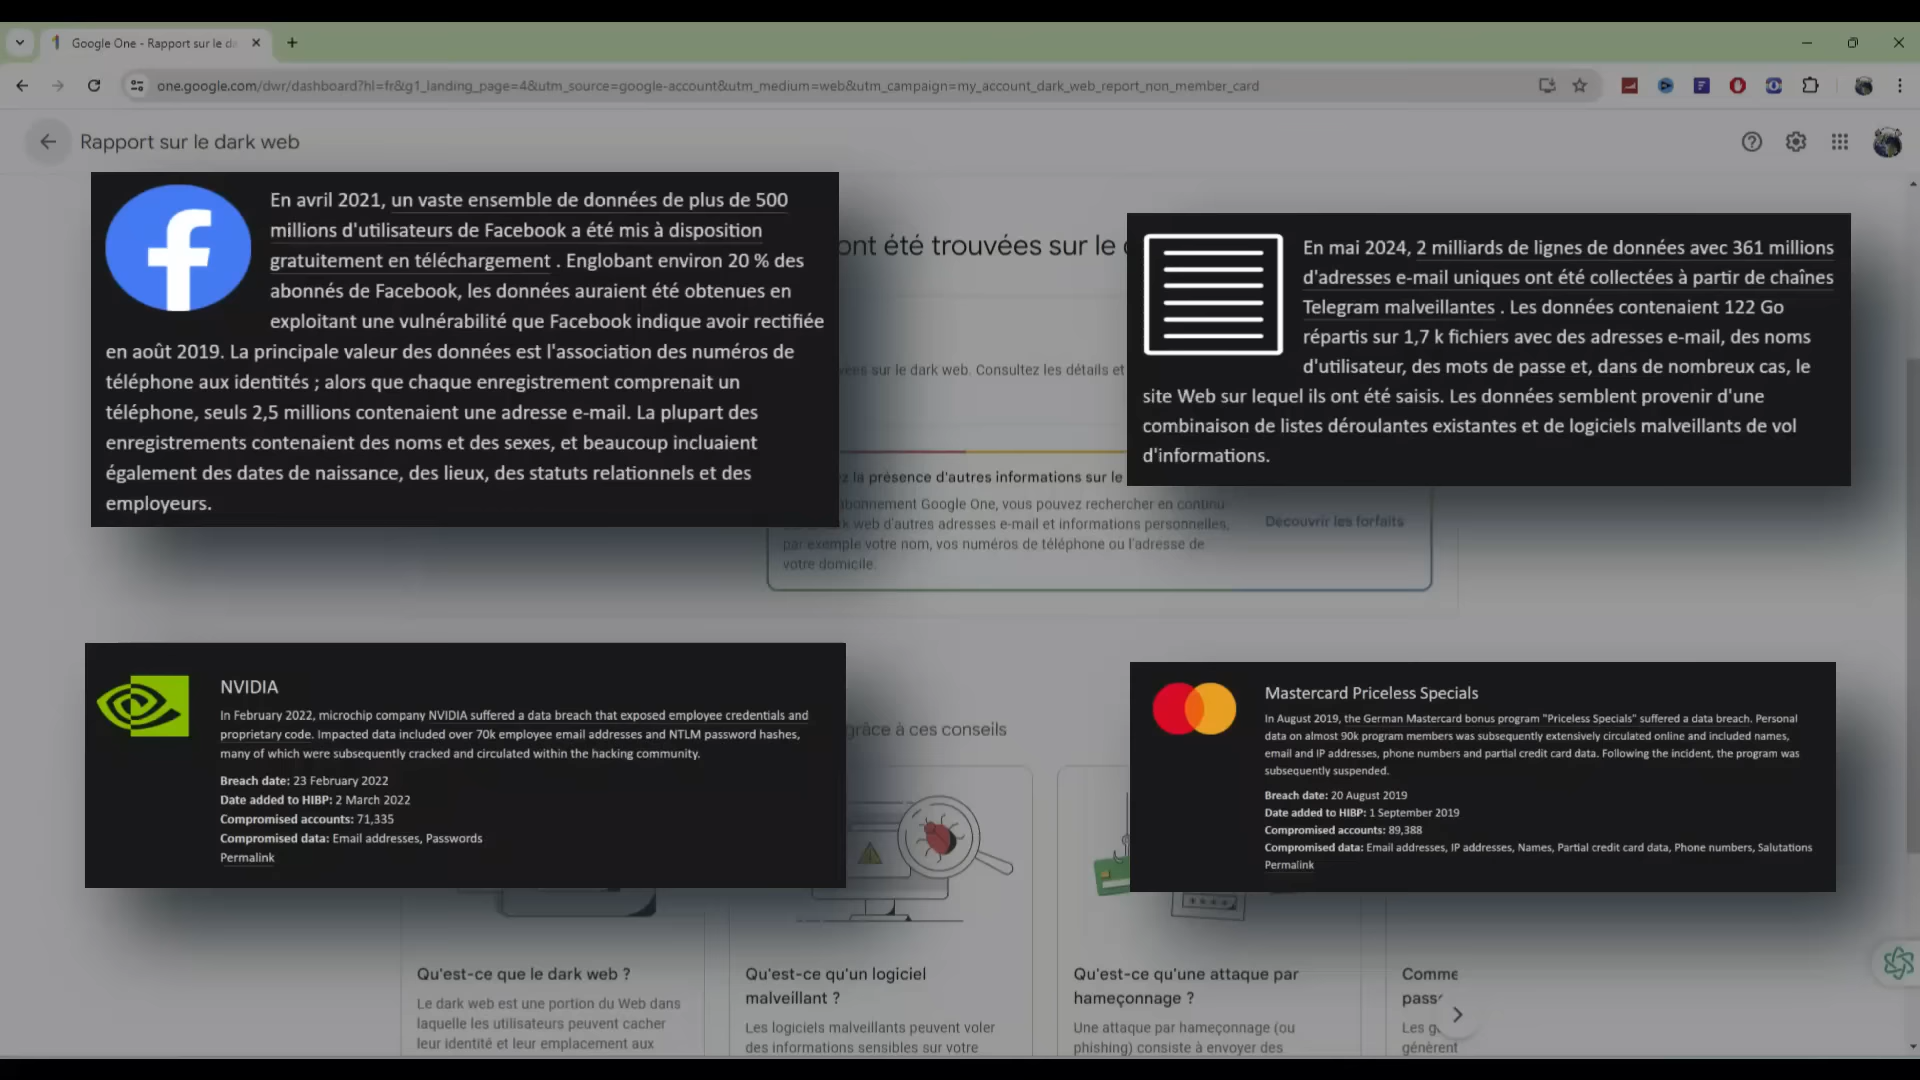 Google One - Rapport sur le da
one.google.com/dwr/dashboard?hl=fr&g1_landing_page=4&utm_source=google-account&utm_medium=web&utm_campaign=my_account_dark_web_report_non_member_card
Rapport sur le dark web
En avril 2021, un vaste ensemble de données de plus de 500
millions d'utilisateurs de Facebook a été mis à disposition
gratuitement en téléchargement . Englobant environ 20 % des
abonnés de Facebook, les données auraient été obtenues en
exploitant une vulnérabilité que Facebook indique avoir rectifiée
en août 2019. La principale valeur des données est l'association des numéros de
téléphone aux identités ; alors que chaque enregistrement comprenait un
téléphone, seuls 2,5 millions contenaient une adresse e-mail. La plupart des
enregistrements contenaient des noms et des sexes, et beaucoup incluaient
également des dates de naissance, des lieux, des statuts relationnels et des
employeurs.
ont été trouvées sur le
sur le dark web. Consultez les détails et
la présence d'autres informations sur le
abonnement Google One, vous pouvez rechercher en continu
web d'autres adresses e-mail et informations personnelles,
par exemple votre nom, vos numéros de téléphone ou l'adresse de
votre domicile.
Découvrir les forfaits
En mai 2024, 2 milliards de lignes de données avec 361 millions
d'adresses e-mail uniques ont été collectées à partir de chaînes
Telegram malveillantes . Les données contenaient 122 Go
répartis sur 1,7 k fichiers avec des adresses e-mail, des noms
d'utilisateur, des mots de passe et, dans de nombreux cas, le
site Web sur lequel ils ont été saisis. Les données semblent provenir d'une
combinaison de listes déroulantes existantes et de logiciels malveillants de vol
d'informations.
NVIDIA
In February 2022, microchip company NVIDIA suffered a data breach that exposed employee credentials and
proprietary code. Impacted data included over 70k employee email addresses and NTLM password hashes,
many of which were subsequently cracked and circulated within the hacking community.
Breach date: 23 February 2022
Date added to HIBP: 2 March 2022
Compromised accounts: 71,335
Compromised data: Email addresses, Passwords
Permalink
grâce à ces conseils
Mastercard Priceless Specials
In August 2019, the German Mastercard bonus program "Priceless Specials" suffered a data breach. Personal
data on almost 90k program members was subsequently extensively circulated online and included names,
email and IP addresses, phone numbers and partial credit card data. Following the incident, the program was
subsequently suspended.
Breach date: 20 August 2019
Date added to HIBP: 1 September 2019
Compromised accounts: 89,388
Compromised data: Email addresses, IP addresses, Names, Partial credit card data, Phone numbers, Salutations
Permalink
Qu'est-ce que le dark web ?
Le dark web est une portion du Web dans
laquelle les utilisateurs peuvent cacher
leur identité et leur emplacement aux
Qu'est-ce qu'un logiciel
malveillant ?
Les logiciels malveillants peuvent voler
des informations sensibles sur votre
Qu'est-ce qu'une attaque par
hameçonnage ?
Une attaque par hameçonnage (ou
phishing) consiste à envoyer des
Comme
pass
Les g
génèrent